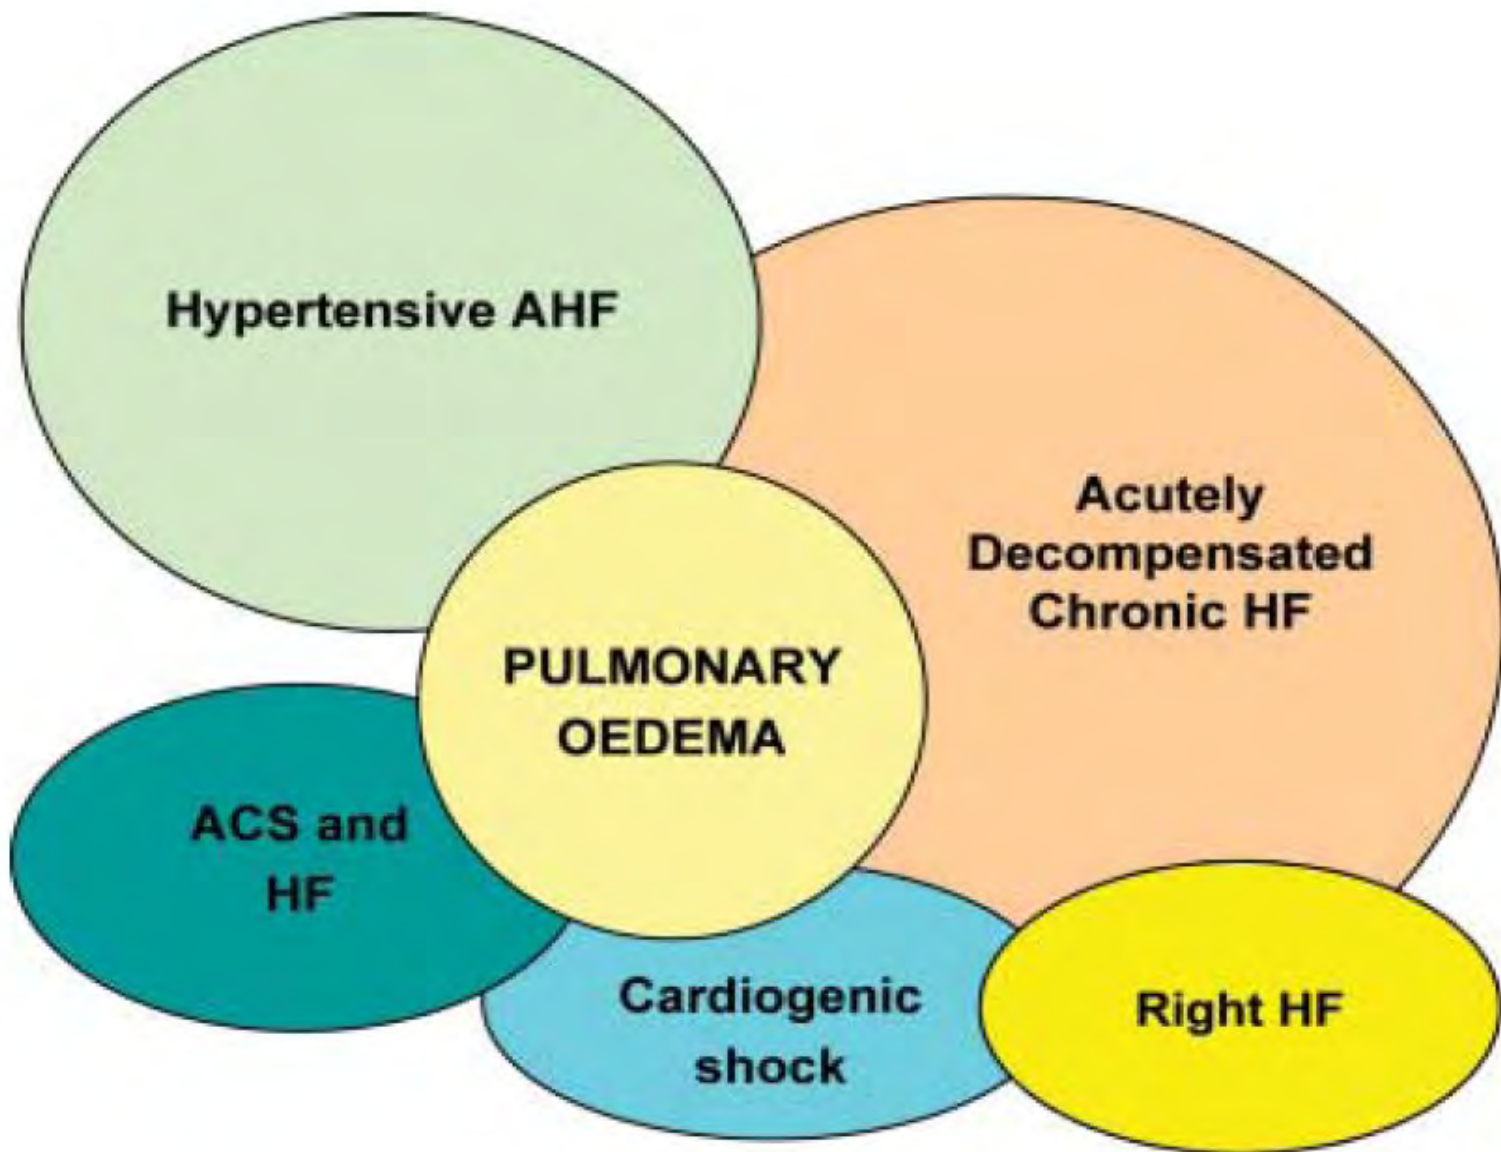 Hypertensive AHF
Acutely
Decompensated
Chronic HF
PULMONARY
OEDEMA
ACS and
HF
Cardiogenic
shock
Right HF